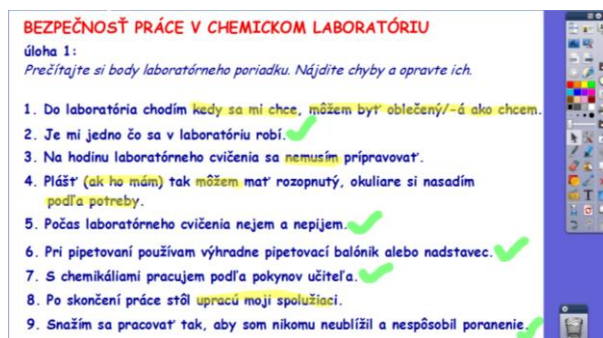 BEZPEČNOSŤ PRÁCE V CHEMICKOM LABORATÓRIU
úloha 1:
Prečítajte si body laboratórneho poriadku. Nájdite chyby a opravte ich.
1. Do laboratória chodím kedy sa mi chce, môžem byť oblečený/-á ako chcem.
2. Je mi jedno čo sa v laboratóriu robí.
3. Na hodinu laboratórneho cvičenia sa nemusím prípravovať.
4. Plášť (ak ho mám) tak môžem mať rozopnutý, okuliare si nasadím
podľa potreby.
5. Počas laboratórneho cvičenia nejem a nepijem.
6. Pri pipetovaní používam výhradne pipetovací balónik alebo nadstavec.
7. S chemikáliami pracujem podľa pokynov učiteľa.
8. Po skončení práce stôl upracú moji spolužiaci.
9. Snažím sa pracovať tak, aby som nikomu neublížil a nespôsobil poranenie.